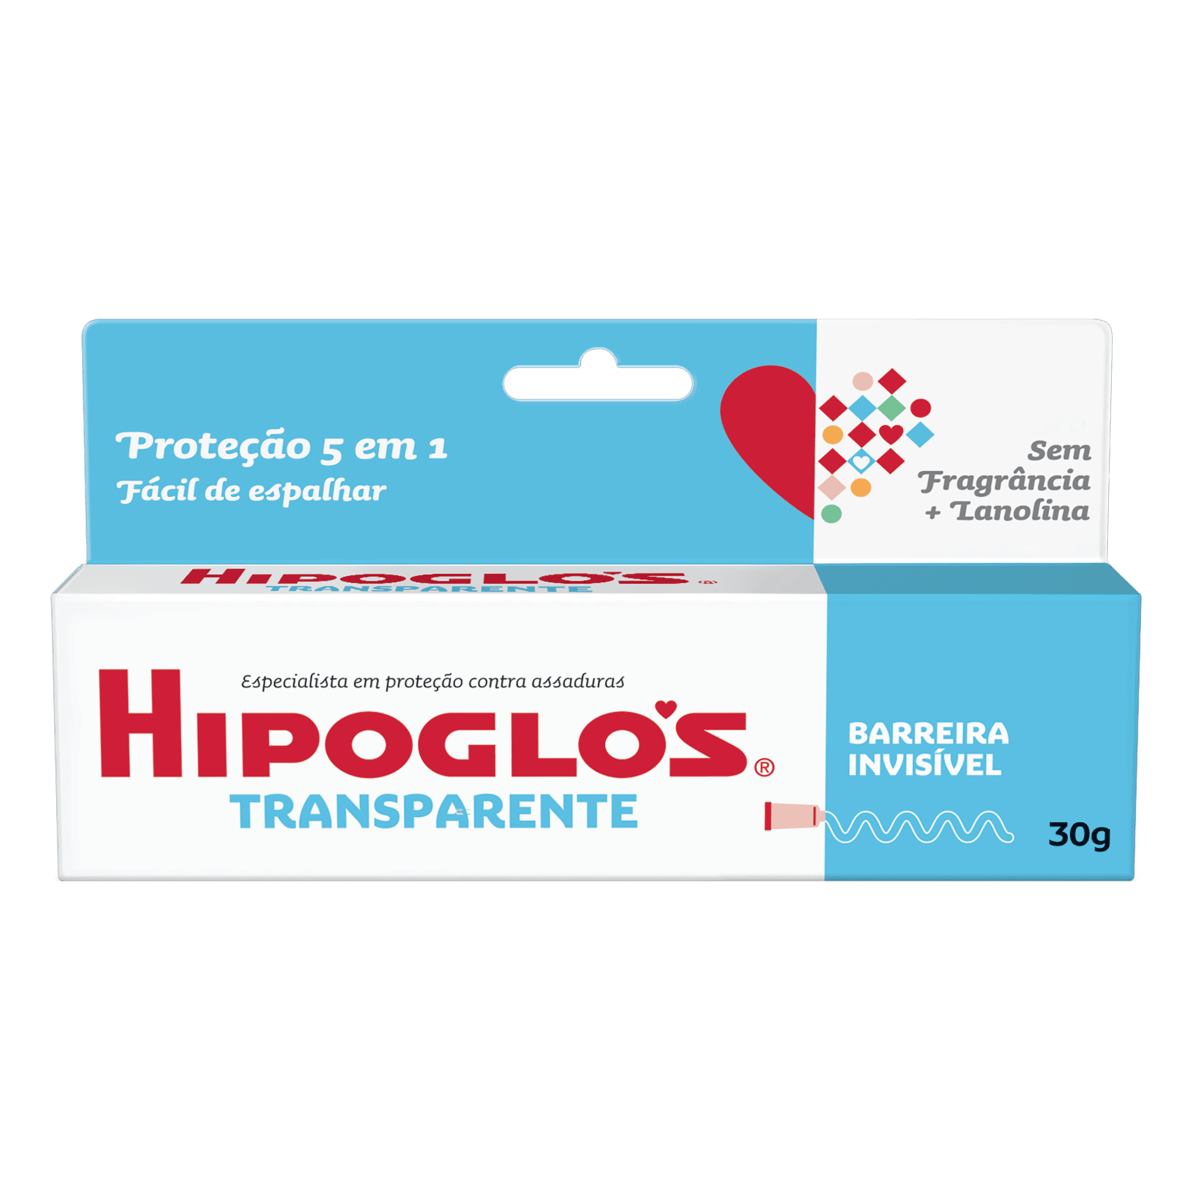 Proteção 5 em 1
Fácil de espalhar
Sem
Fragrância
+ Lanolina
HIPOGLÓS
TRANSPARENTE
Especialista em proteção contra assaduras
HIPOGLÓS®
TRANSPARENTE
BARREIRA
INVISÍVEL
30g